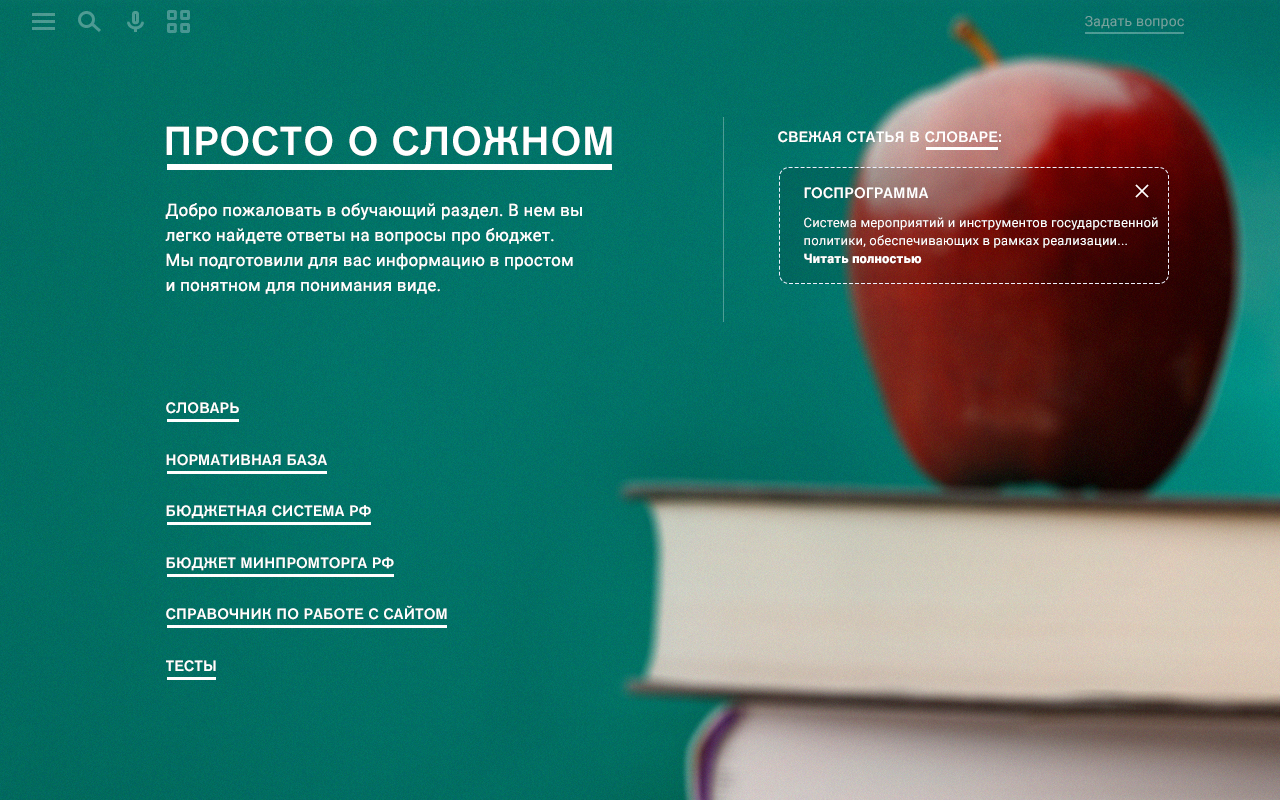 Задать вопрос
ПРОСТО О СЛОЖНОМ
Добро пожаловать в обучающий раздел. В нем вы
легко найдете ответы на вопросы про бюджет.
Мы подготовили для вас информацию в простом
и понятном для понимания виде.
СВЕЖАЯ СТАТЬЯ В СЛОВАРЕ:
ГОСПРОГРАММА
Система мероприятий и инструментов государственной
политики, обеспечивающих в рамках реализации...
Читать полностью
СЛОВАРЬ
НОРМАТИВНАЯ БАЗА
БЮДЖЕТНАЯ СИСТЕМА РФ
БЮДЖЕТ МИНПРОМТОРГА РФ
СПРАВОЧНИК ПО РАБОТЕ С САЙТОМ
ТЕСТЫ